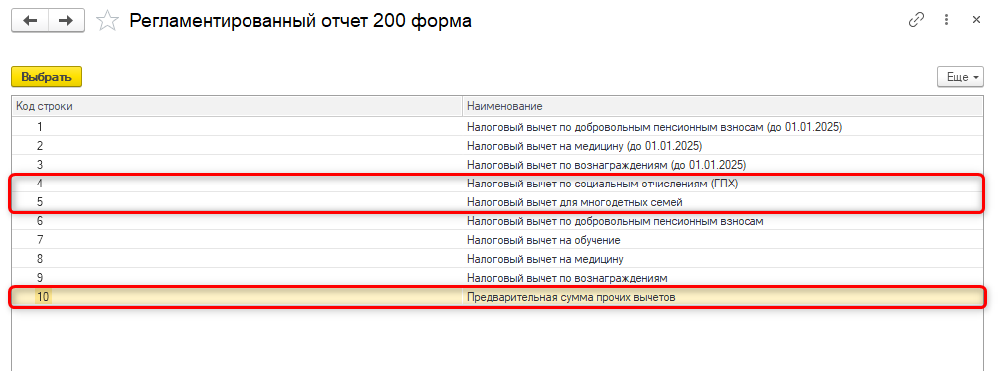 Регламентированный отчет 200 форма
Выбрать
Еще
Код строки Наименование
1 Налоговый вычет по добровольным пенсионным взносам (до 01.01.2025)
2 Налоговый вычет на медицину (до 01.01.2025)
3 Налоговый вычет по вознаграждениям (до 01.01.2025)
4 Налоговый вычет по социальным отчислениям (ГПХ)
5 Налоговый вычет для многодетных семей
6 Налоговый вычет по добровольным пенсионным взносам
7 Налоговый вычет на обучение
8 Налоговый вычет на медицину
9 Налоговый вычет по вознаграждениям
10 Предварительная сумма прочих вычетов